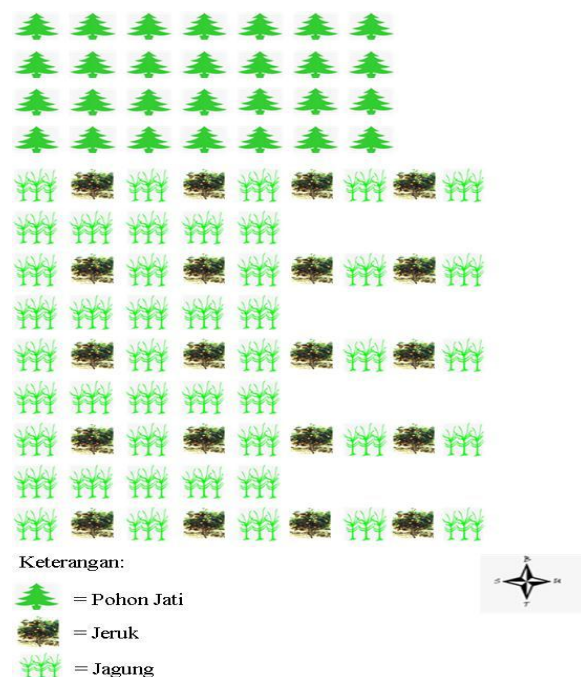 Keterangan:
B
S
T
= Pohon Jati
= Jeruk
= Jagung